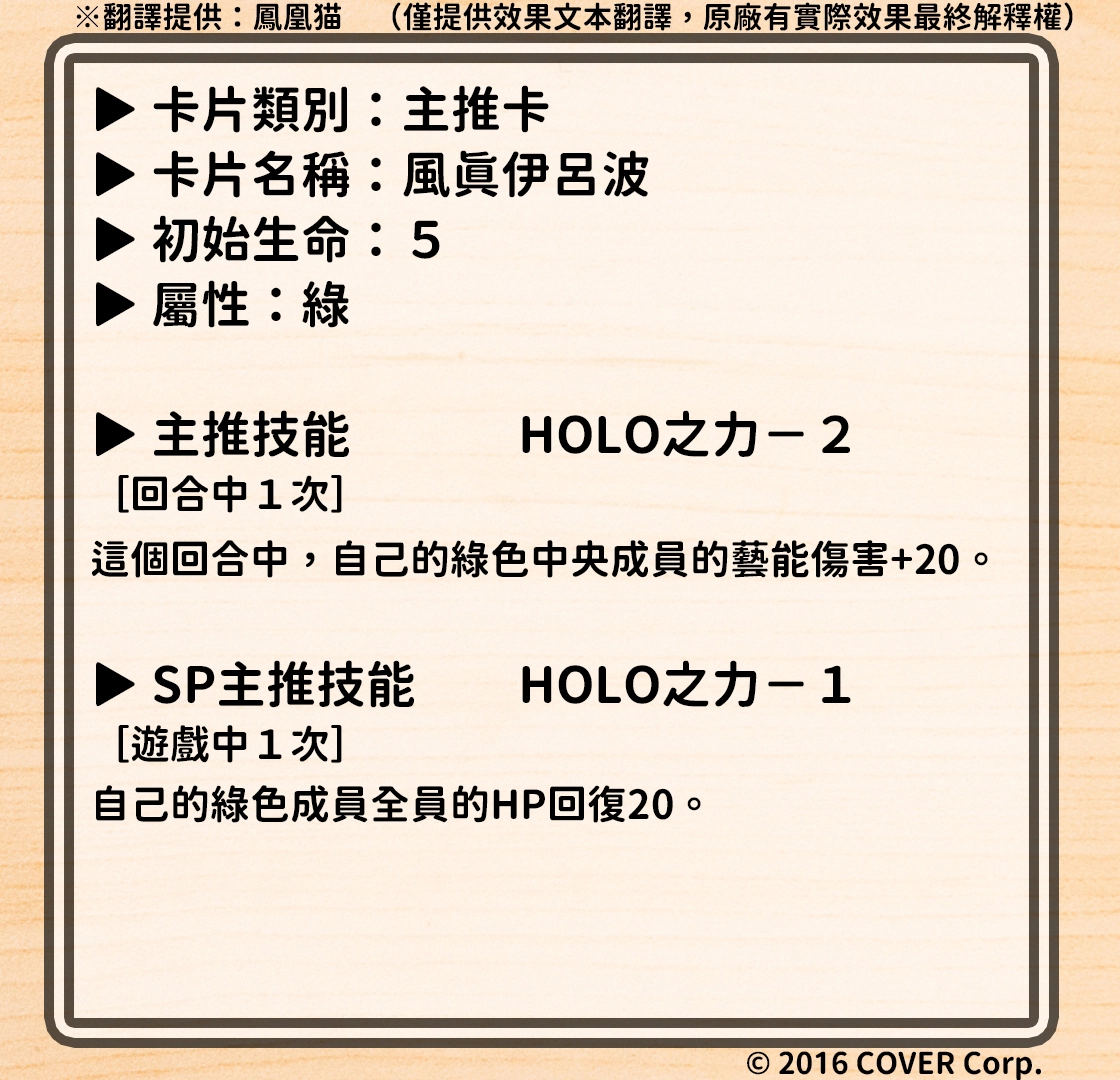 ※翻譯提供：鳳凰猫 （僅提供效果文本翻譯，原廠有實際效果最終解釋權）
▶ 卡片類別：主推卡
▶ 卡片名稱：風眞伊呂波
▶ 初始生命：５
▶ 屬性：綠
▶ 主推技能 HOLO之力－２
［回合中１次］
這個回合中，自己的綠色中央成員的藝能傷害+20。
▶ SP主推技能 HOLO之力－１
［遊戲中１次］
自己的綠色成員全員的HP回復20。
© 2016 COVER Corp.